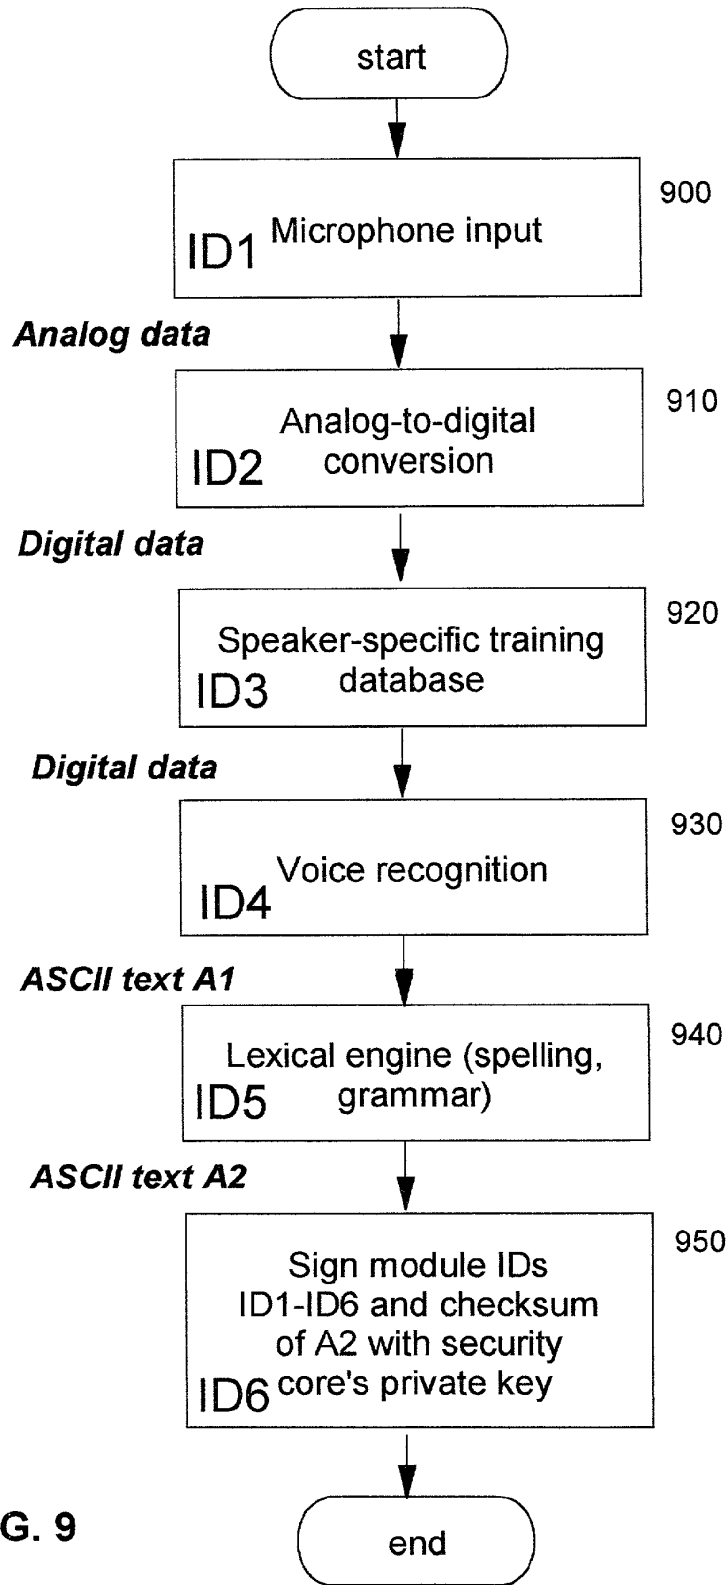 start
900
Microphone input
ID1
Analog data
910
Analog-to-digital
conversion
ID2
Digital data
920
Speaker-specific training
database
ID3
Digital data
930
Voice recognition
ID4
ASCII text A1
940
Lexical engine (spelling,
grammar)
ID5
ASCII text A2
950
Sign module IDs
ID1-ID6 and checksum
of A2 with security
core's private key
ID6
G. 9
end